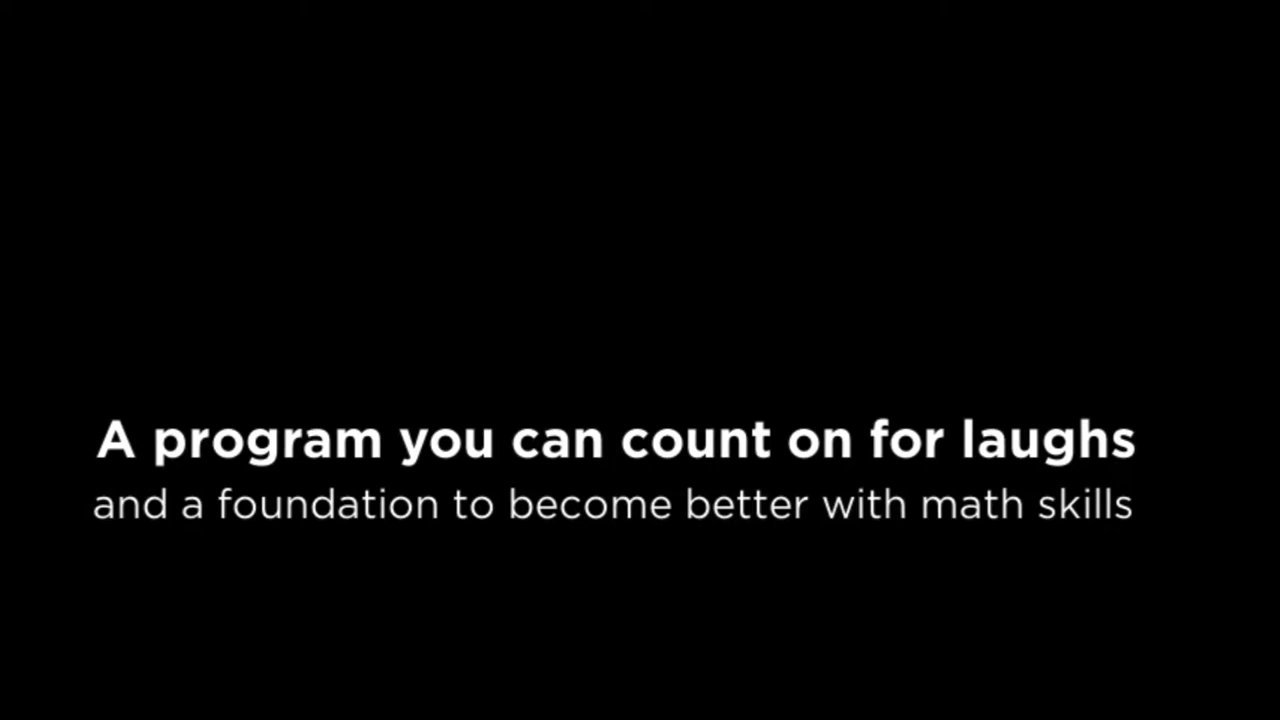 A program you can count on for laughs
and a foundation to become better with math skills